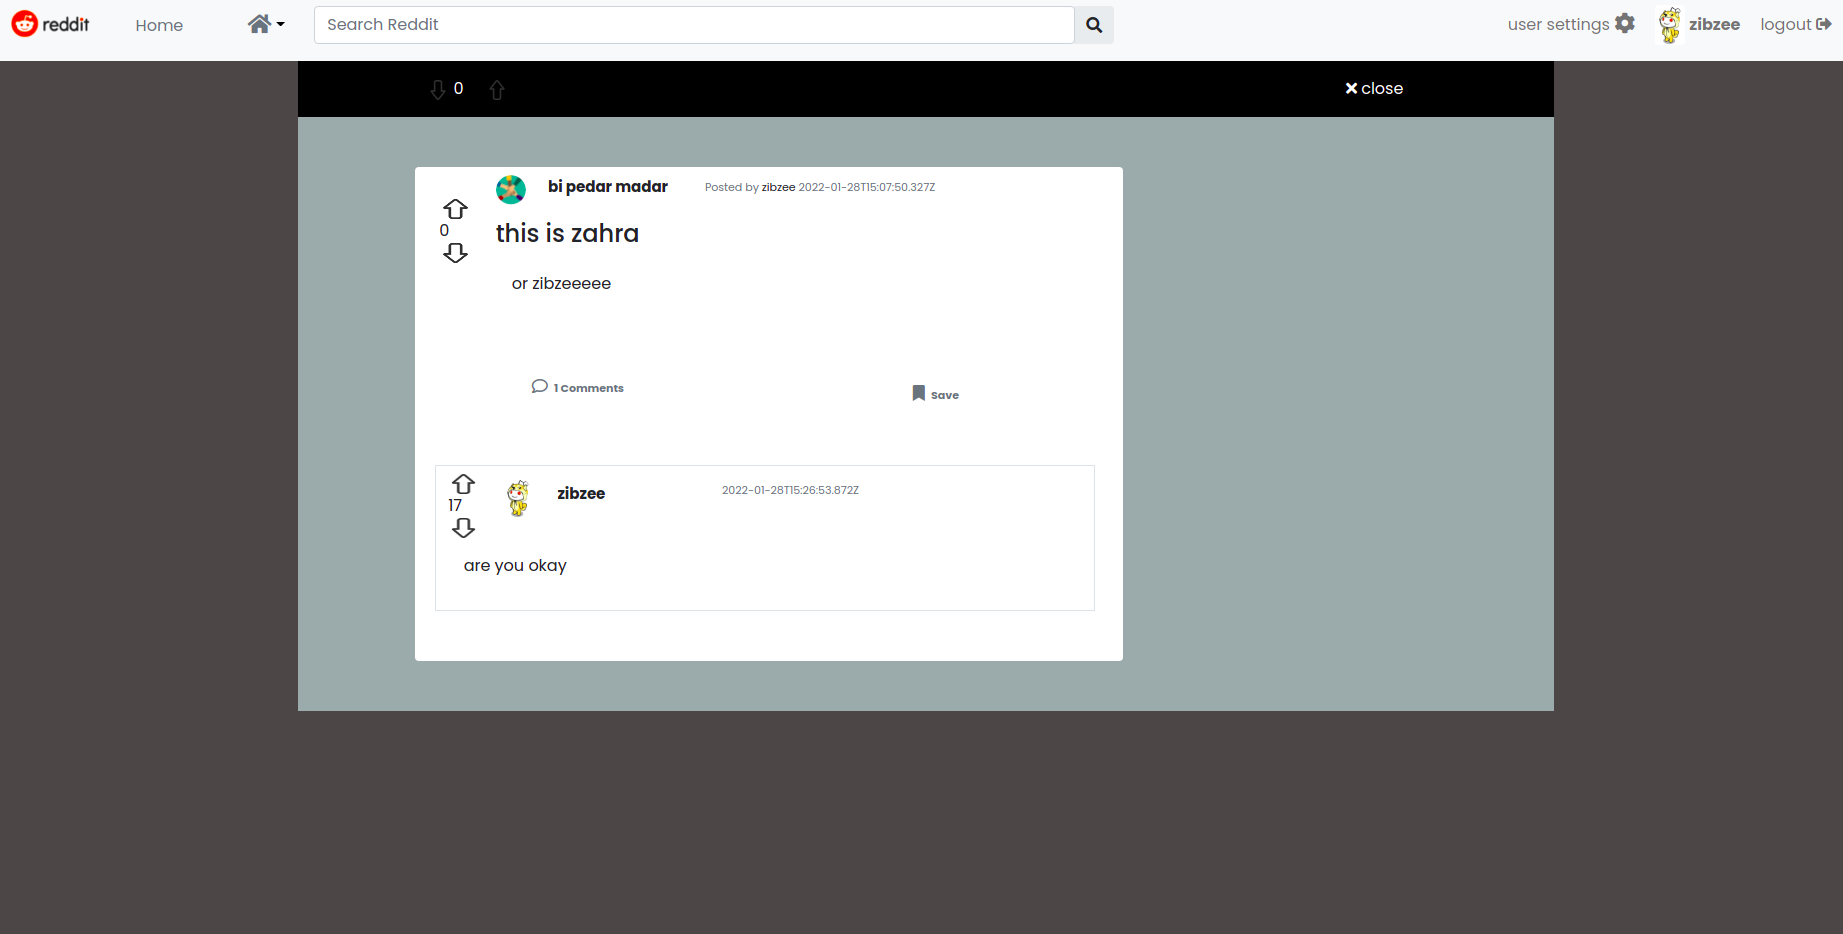 reddit Home Search Reddit user settings zibzee logout
0 close
bi pedar madar Posted by zibzee 2022-01-28T15:07:50.327Z
0
this is zahra
or zibzeeeee
1 Comments Save
17
zibzee 2022-01-28T15:26:53.872Z
are you okay